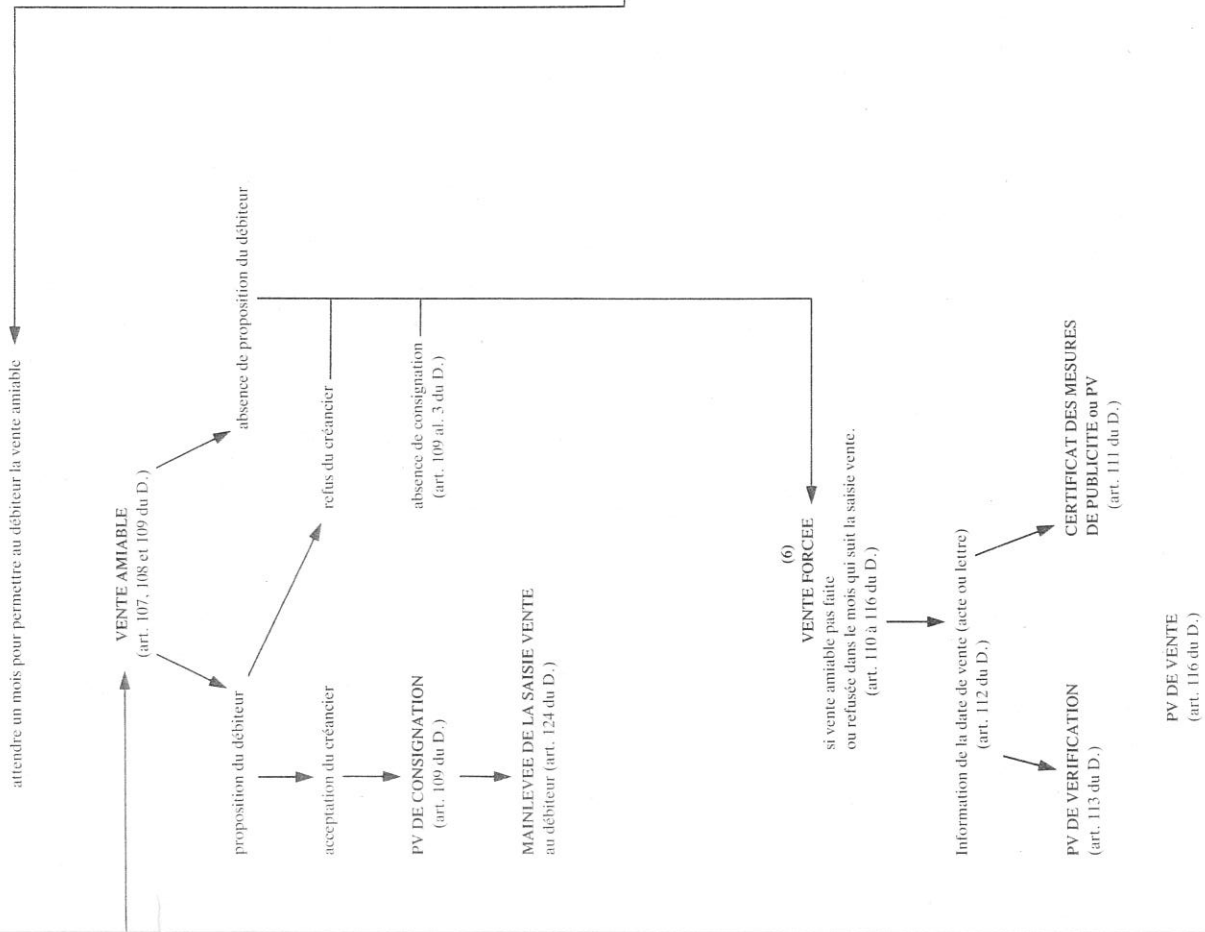 attendre un mois pour permettre au débiteur la vente amiable
VENTE AMIABLE
(art. 107, 108 et 109 du D.)
proposition du débiteur
absence de proposition du débiteur
acceptation du créancier
refus du créancier
PV DE CONSIGNATION
(art. 109 du D.)
absence de consignation
(art. 109 al. 3 du D.)
MAINLEVEE DE LA SAISIE VENTE
au débiteur (art. 124 du D.)
(6)
VENTE FORCEE
si vente amiable pas faite
ou refusée dans le mois qui suit la saisie vente.
(art. 110 à 116 du D.)
Information de la date de vente (acte ou lettre)
(art. 112 du D.)
PV DE VERIFICATION
(art. 113 du D.)
CERTIFICAT DES MESURES
DE PUBLICITE ou PV
(art. 111 du D.)
PV DE VENTE
(art. 116 du D.)